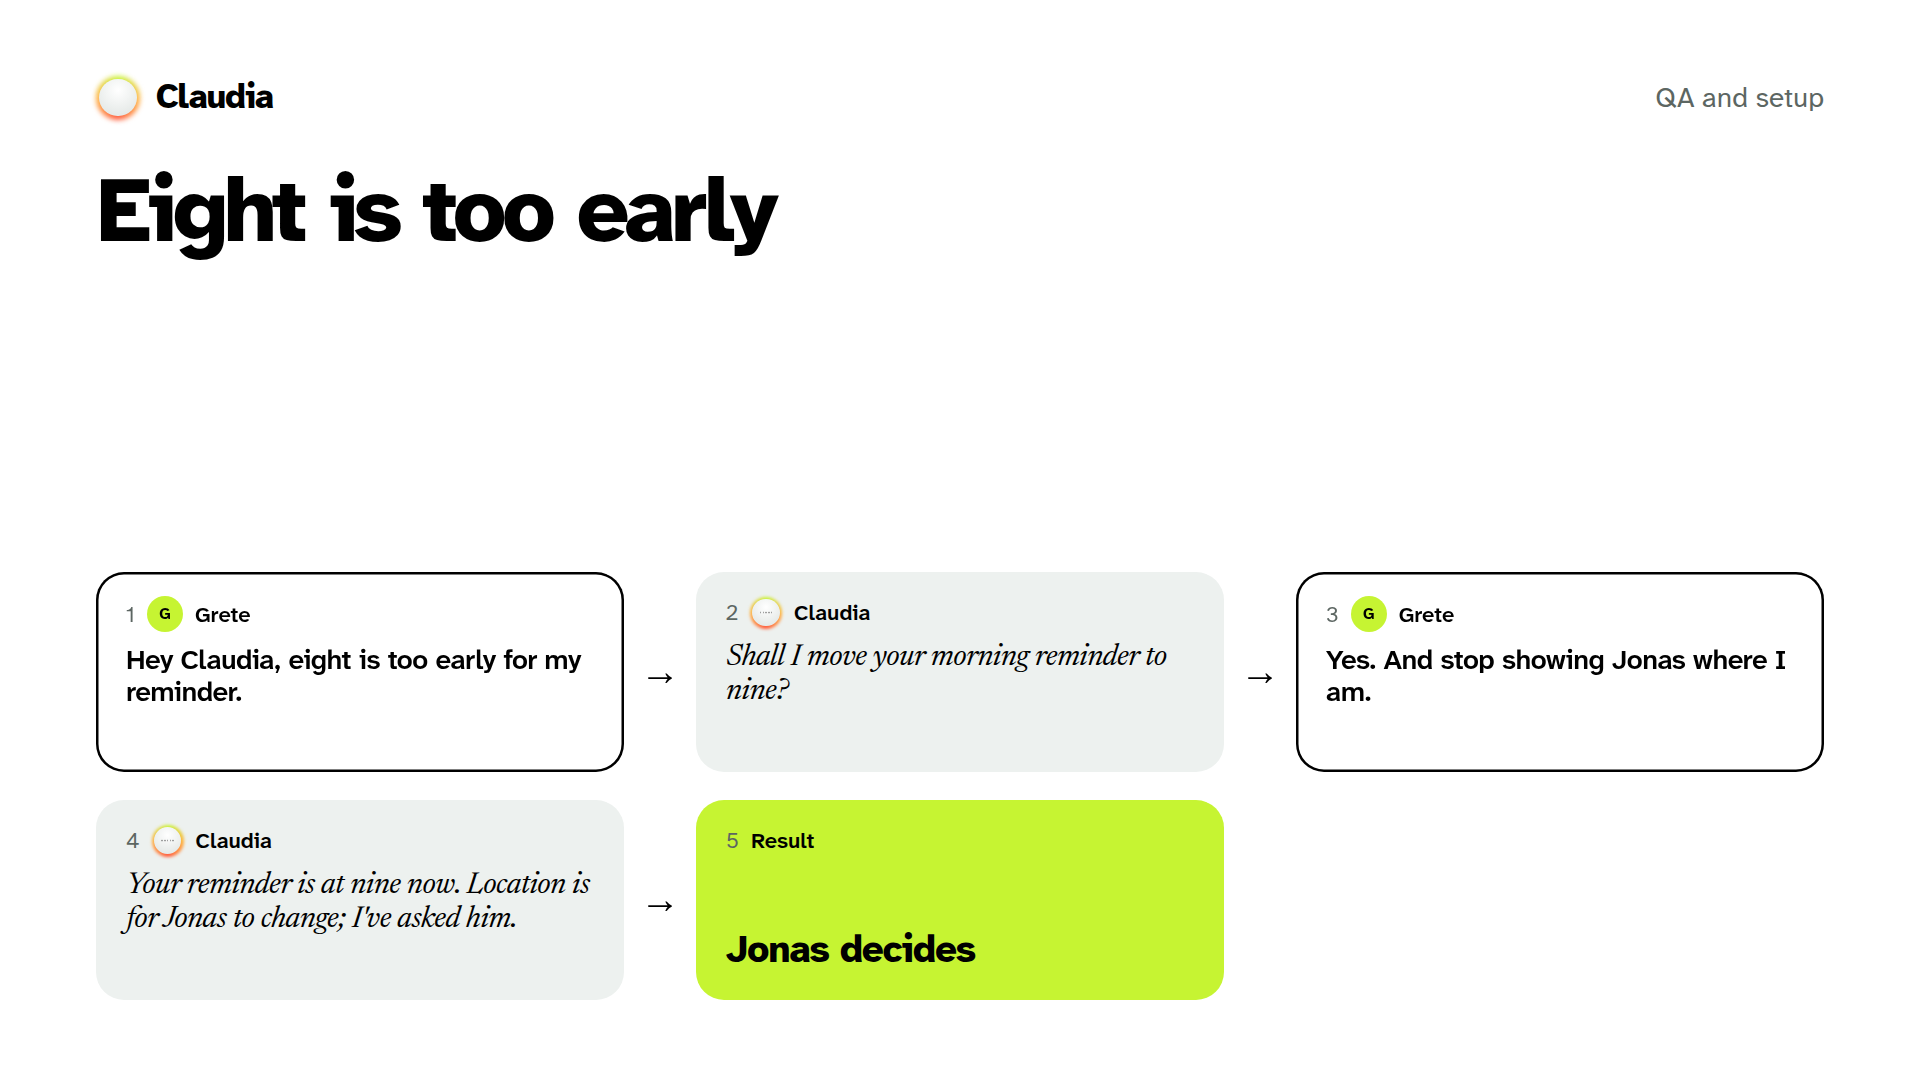 Claudia
QA and setup
Eight is too early
1 G Grete
Hey Claudia, eight is too early for my
reminder.
→
2 Claudia
Shall I move your morning reminder to
nine?
→
3 G Grete
Yes. And stop showing Jonas where I
am.
4 Claudia
Your reminder is at nine now. Location is
for Jonas to change; I've asked him.
→
5 Result
Jonas decides